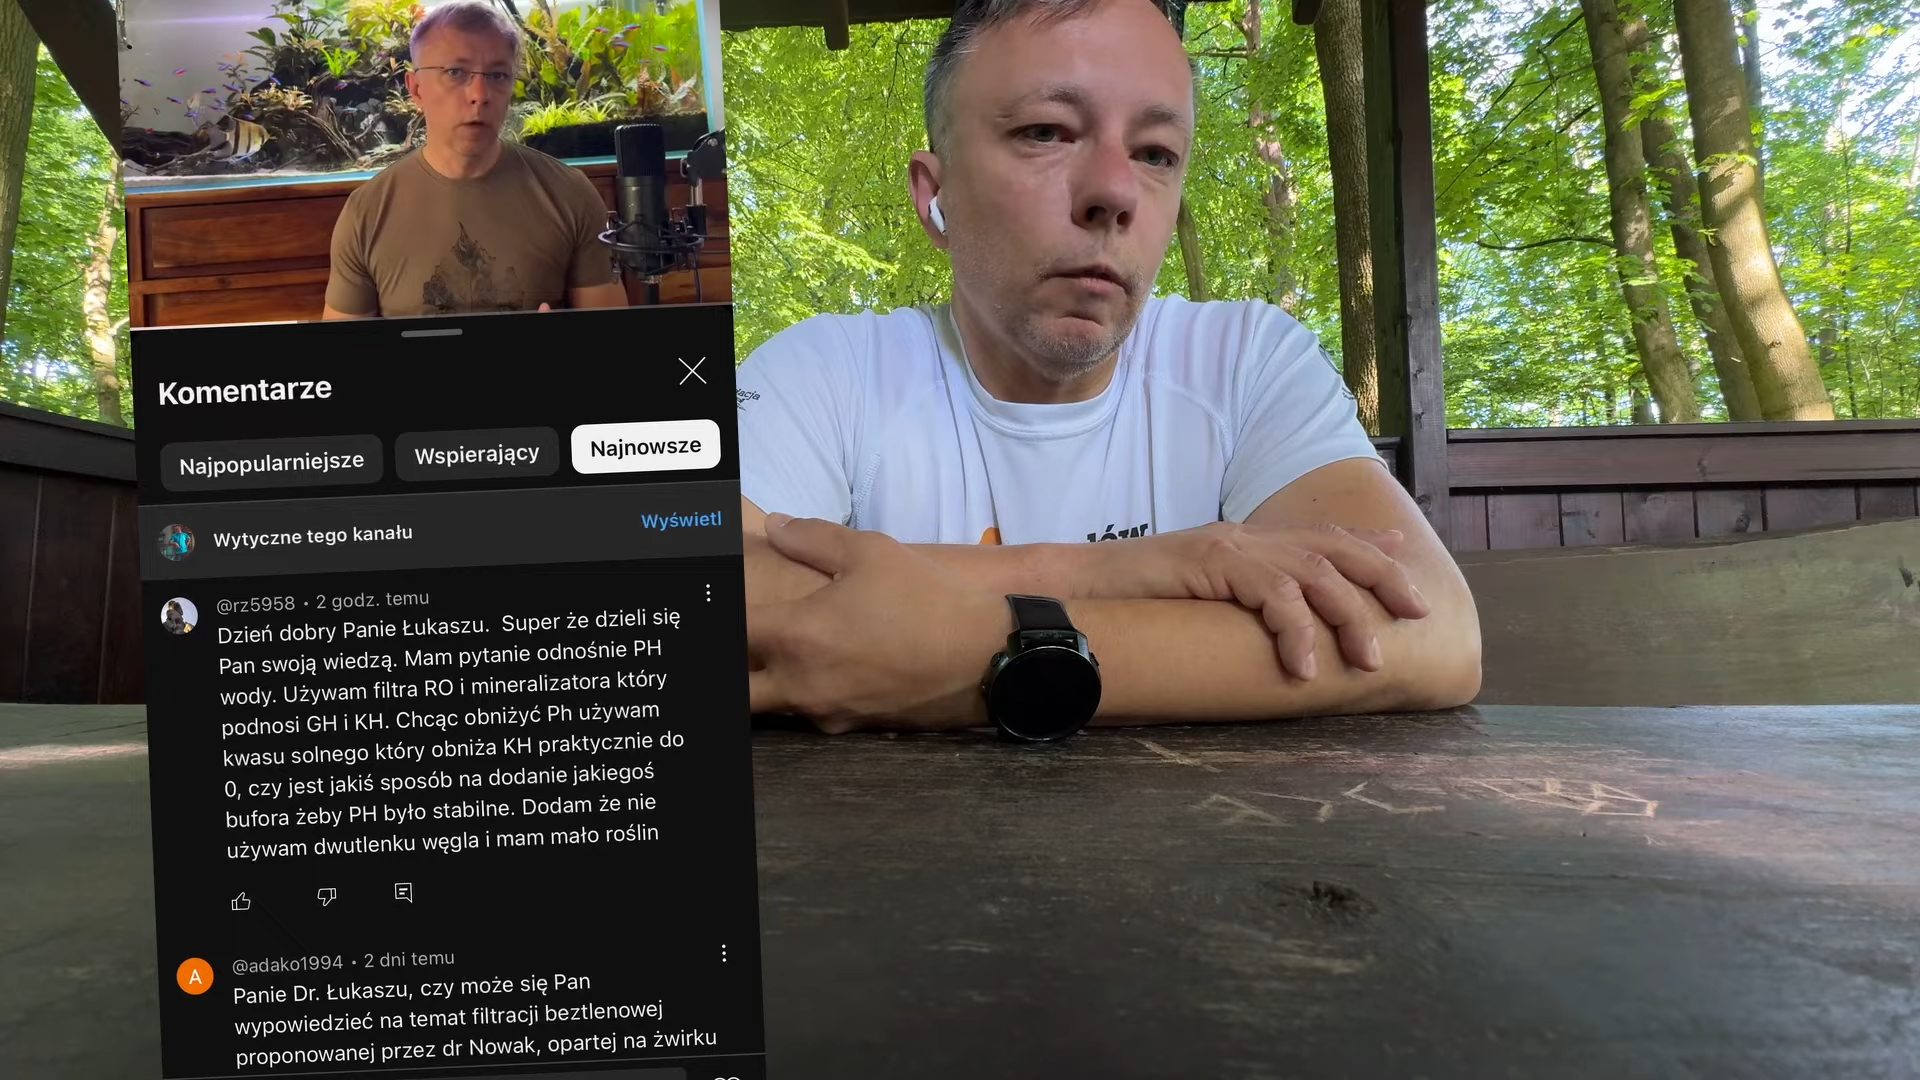 Komentarze
Najpopularniejsze
Wspierający
Najnowsze
Wytyczne tego kanału
Wyświetl
@rz5958 • 2 godz. temu
Dzień dobry Panie Łukaszu.  Super że dzieli się
Pan swoją wiedzą. Mam pytanie odnośnie PH
wody. Używam filtra RO i mineralizatora który
podnosi GH i KH. Chcąc obniżyć Ph używam
kwasu solnego który obniża KH praktycznie do
0, czy jest jakiś sposób na dodanie jakiegoś
bufora żeby PH było stabilne. Dodam że nie
używam dwutlenku węgla i mam mało roślin
A
@adako1994 • 2 dni temu
Panie Dr. Łukaszu, czy może się Pan
wypowiedzieć na temat filtracji beztlenowej
proponowanej przez dr Nowak, opartej na żwirku